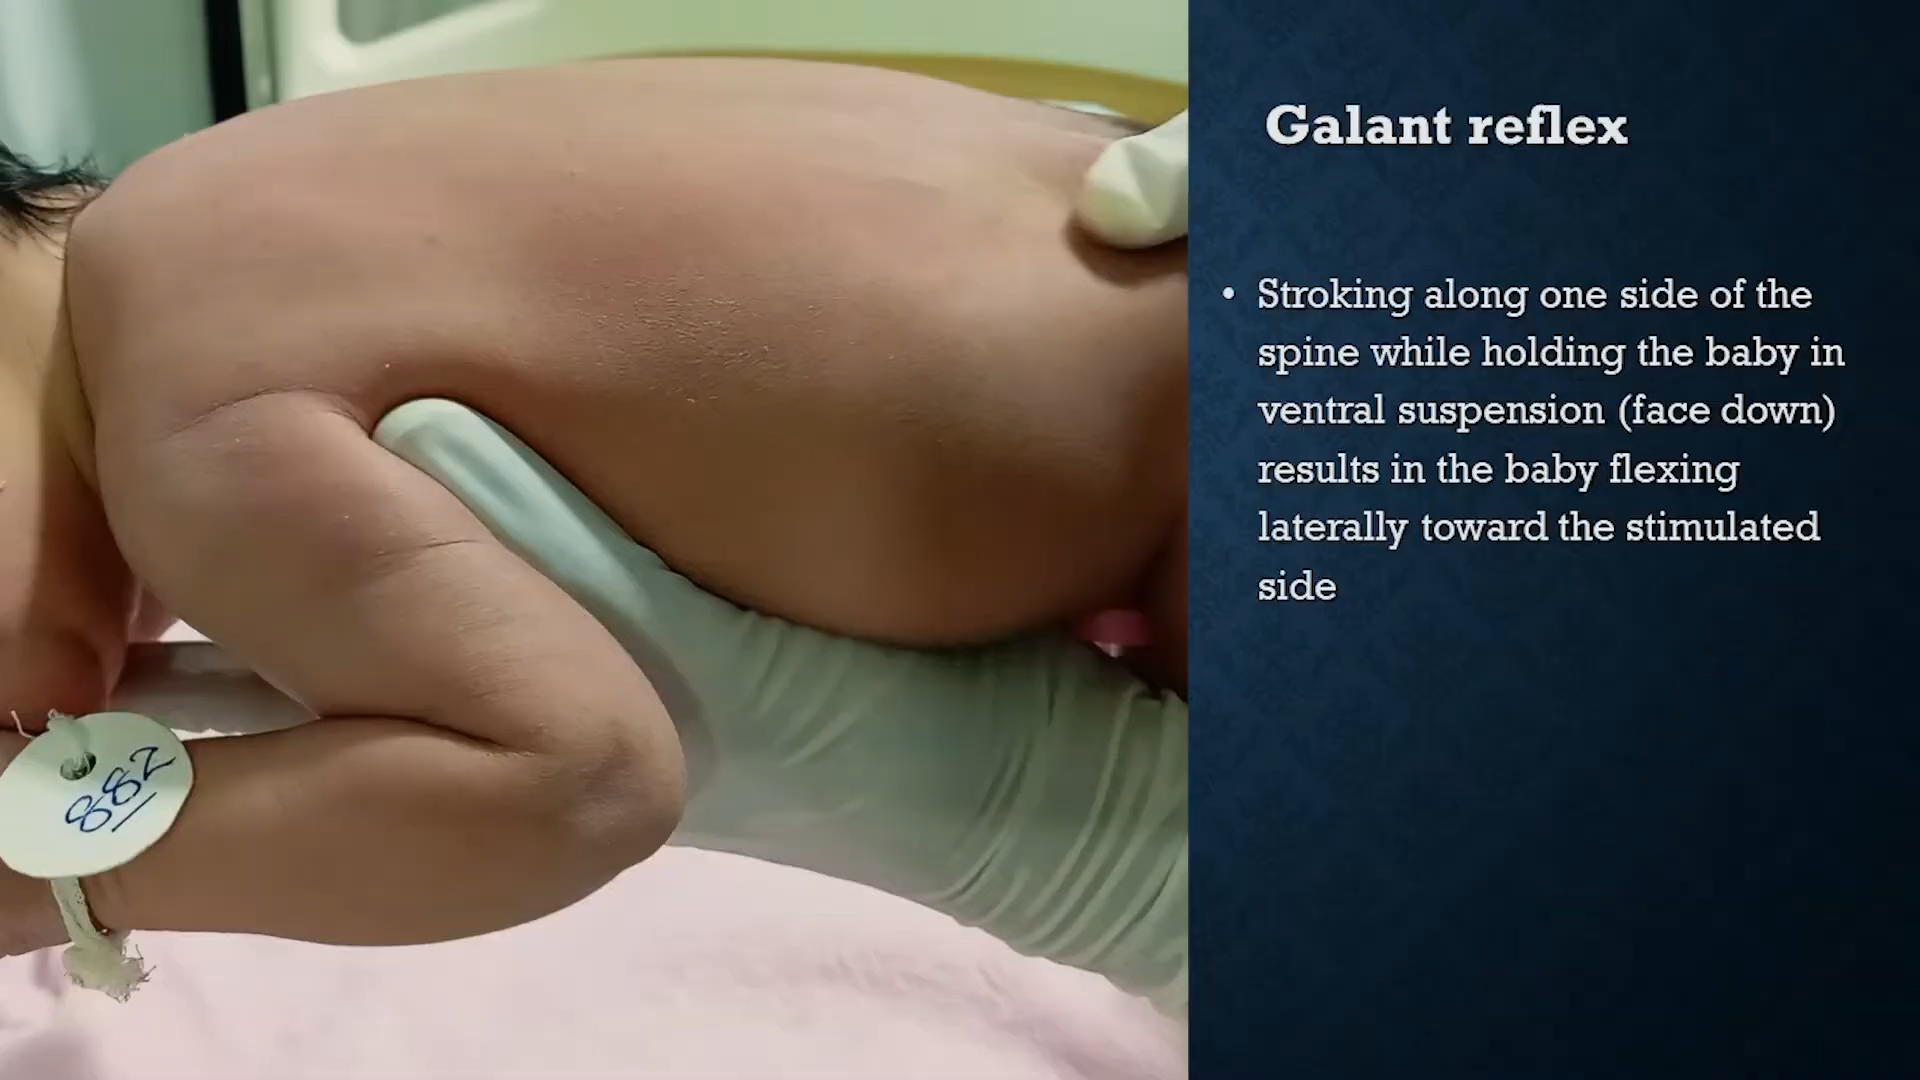 Galant reflex
• Stroking along one side of the
spine while holding the baby in
ventral suspension (face down)
results in the baby flexing
laterally toward the stimulated
side
882